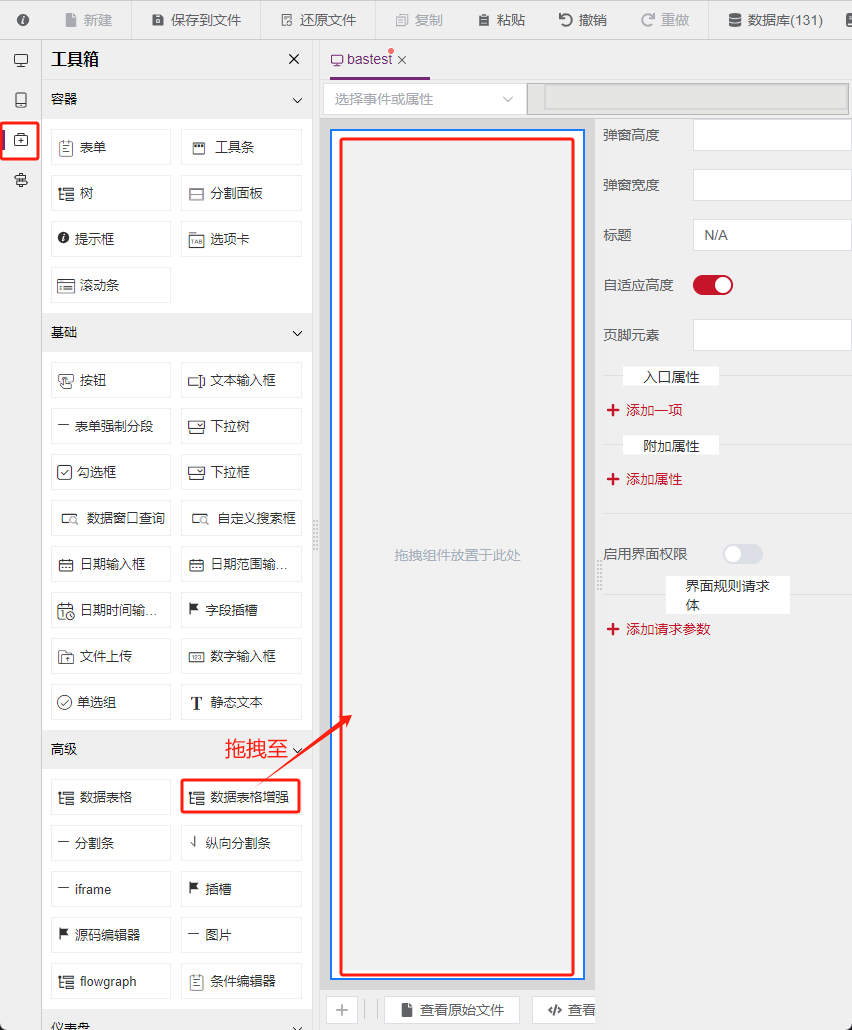 新建
保存到文件
还原文件
复制
粘贴
撤销
重做
数据库(131)
工具箱
bastest
容器
选择事件或属性
表单
工具条
树
分割面板
提示框
选项卡
滚动条
基础
按钮
文本输入框
表单强制分段
下拉树
勾选框
下拉框
数据窗口查询
自定义搜索框
日期输入框
日期范围输...
日期时间输...
字段插槽
文件上传
数字输入框
单选组
静态文本
高级
拖拽至
数据表格
数据表格增强
分割条
纵向分割条
iframe
插槽
源码编辑器
图片
flowgraph
条件编辑器
仪表盘
拖拽组件放置于此处
弹窗高度
弹窗宽度
标题
N/A
自适应高度
页脚元素
入口属性
添加一项
附加属性
添加属性
启用界面权限
界面规则请求
体
添加请求参数
查看原始文件
查看